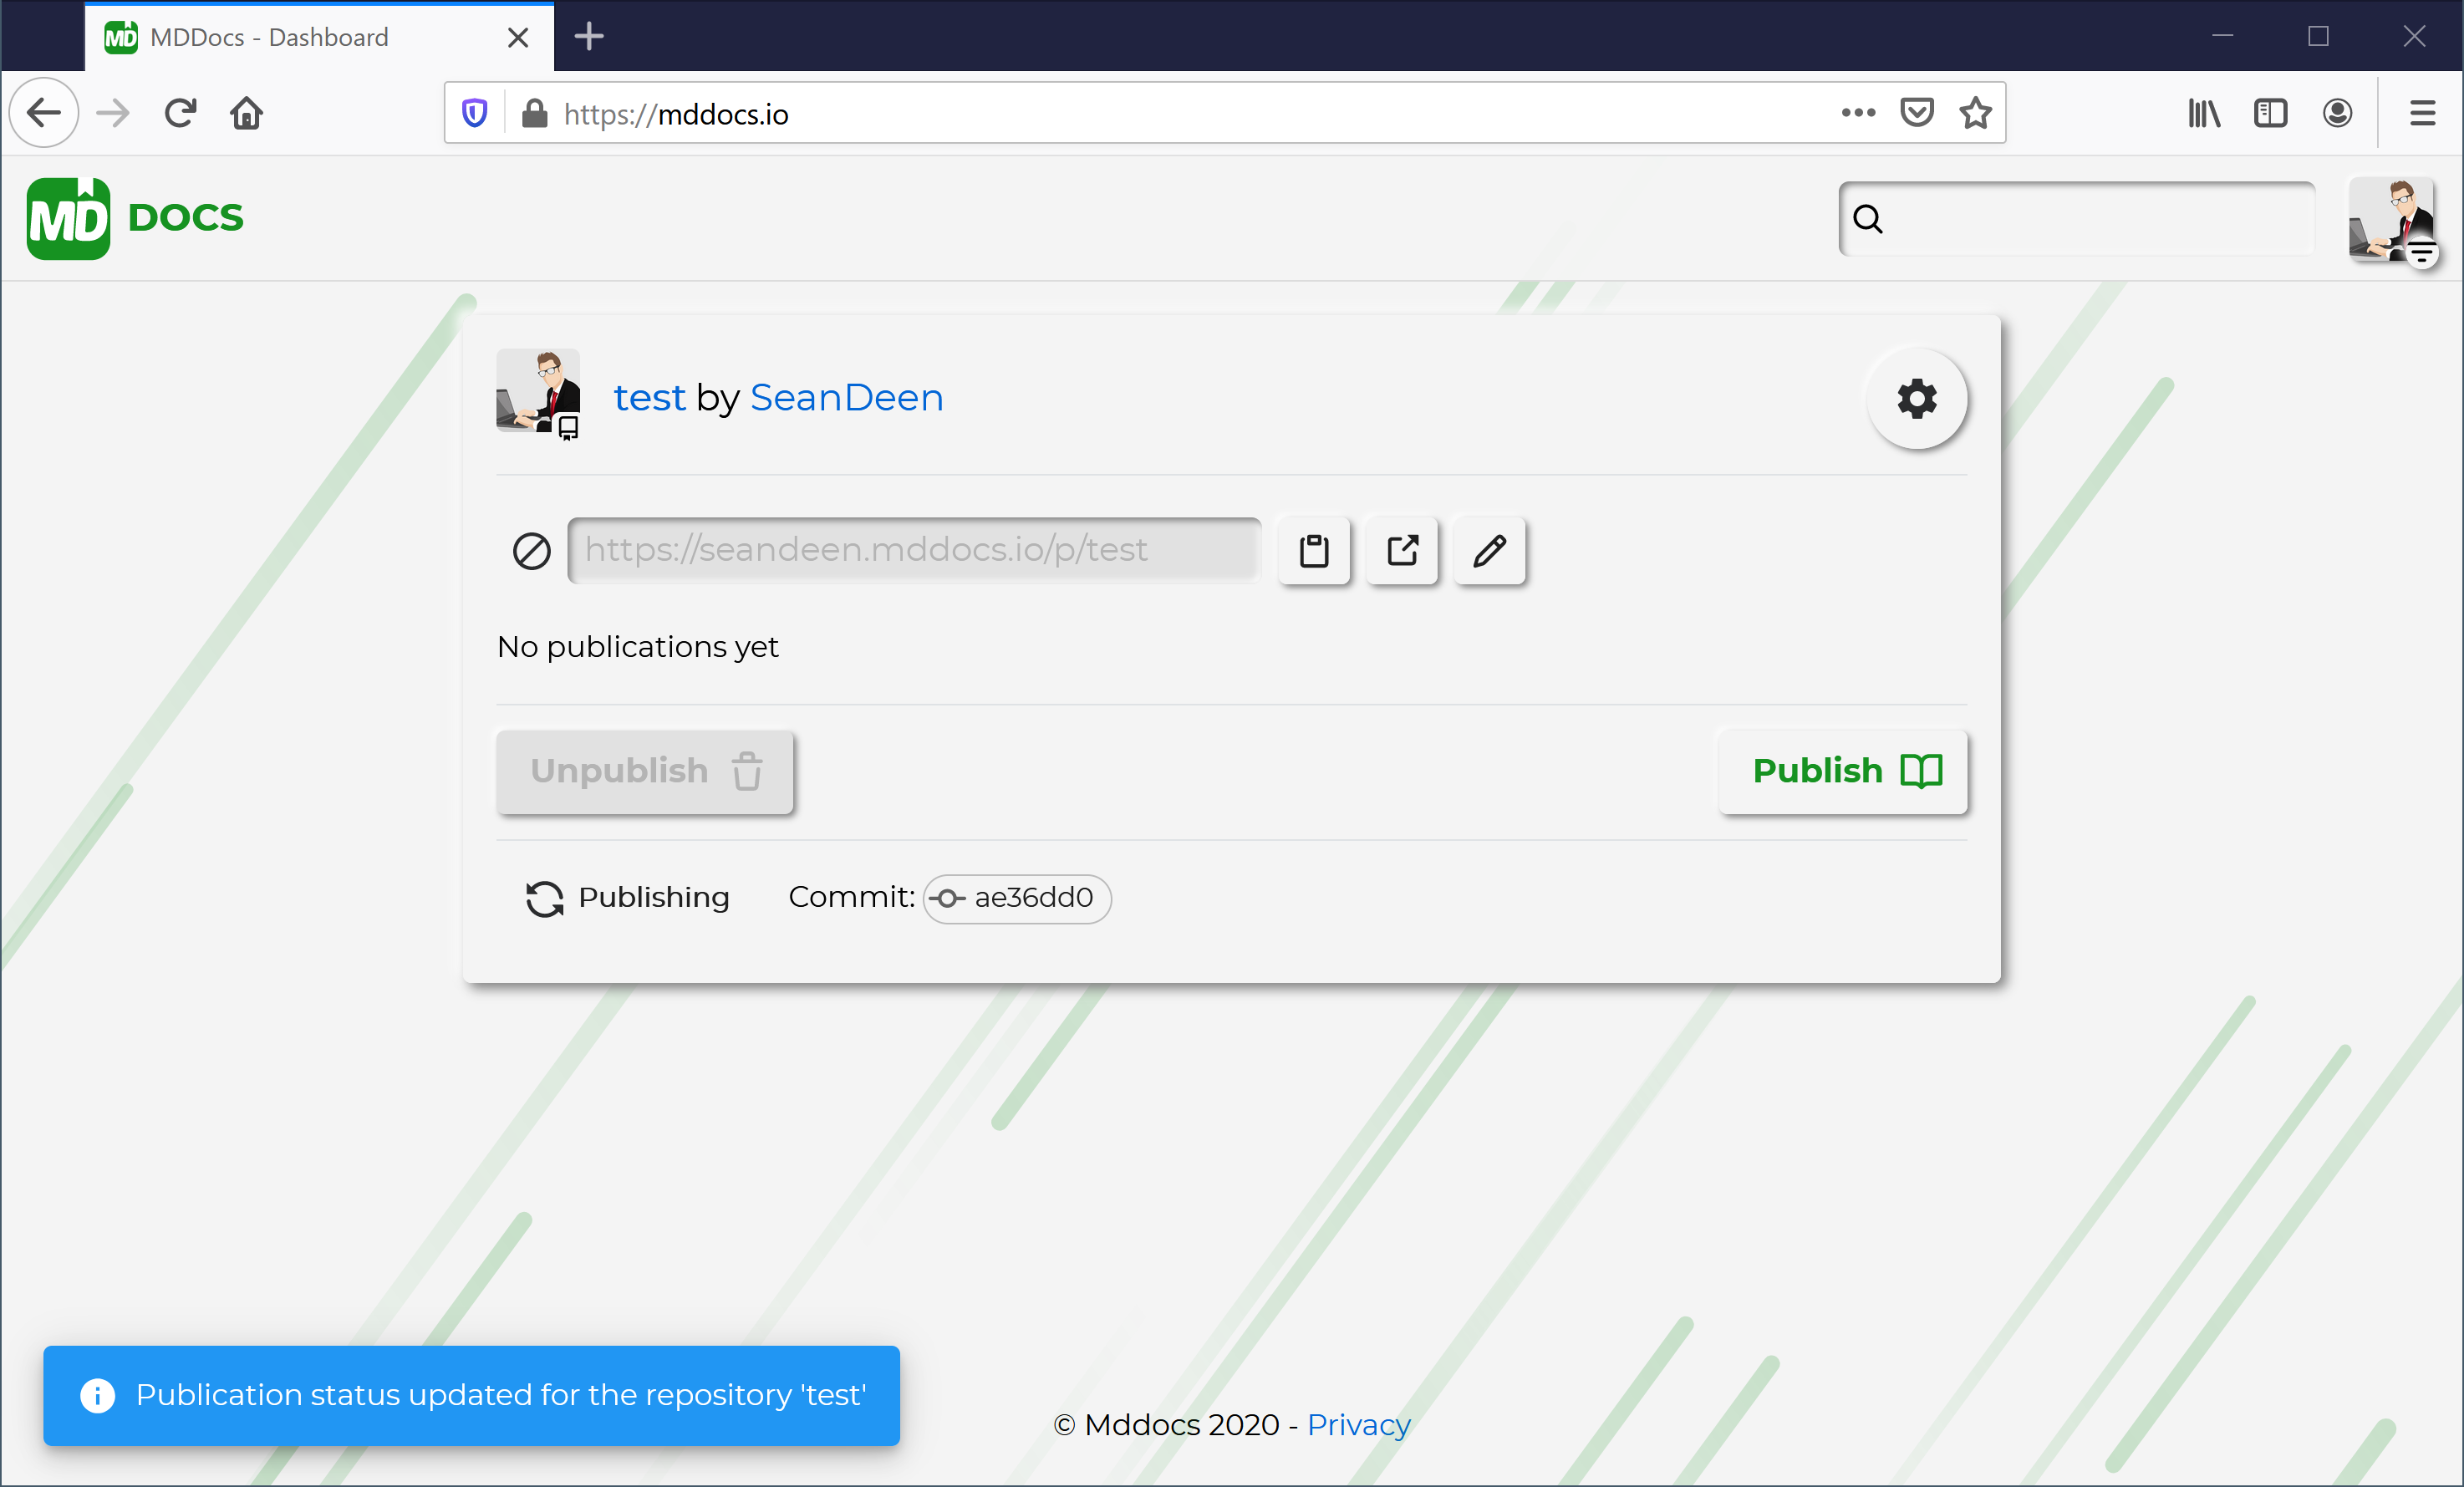 MD MDDocs - Dashboard
https://mddocs.io
MD DOCS
test by SeanDeen
https://seandeen.mddocs.io/p/test
No publications yet
Unpublish
Publish
Publishing Commit: ae36dd0
Publication status updated for the repository 'test'
© Mddocs 2020 - Privacy